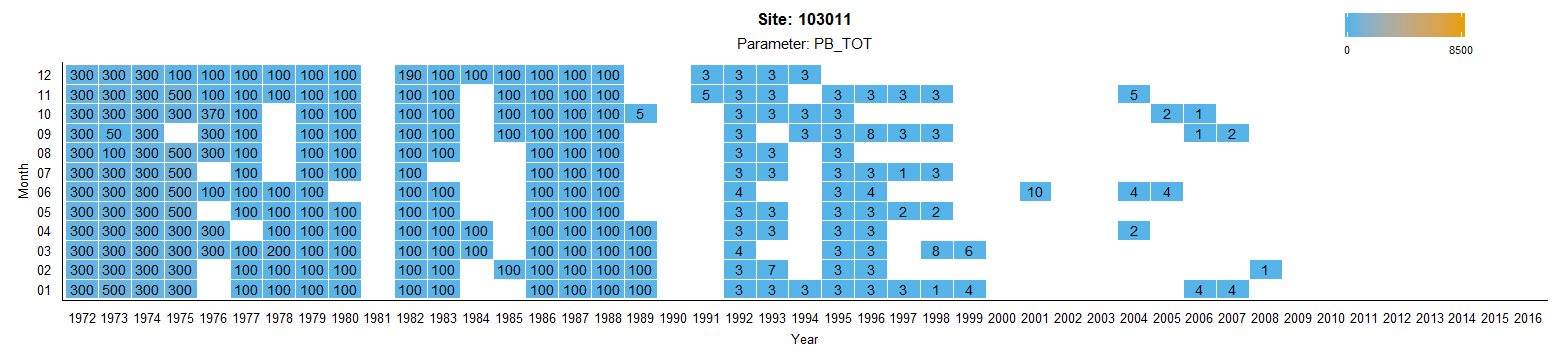 Site: 103011
Parameter: PB_TOT
0 8500
Month
12 300 300 300 100 100 100 100 100 100 190 100 100 100 100 100 100 3 3 3 3
11 300 300 300 500 100 100 100 100 100 100 100 100 100 100 100 5 3 3 3 3 3 3 5
10 300 300 300 300 370 100 100 100 100 100 100 100 100 100 5 3 3 3 3 2 1
09 300 50 300 300 100 100 100 100 100 100 100 100 100 3 3 3 8 3 3 1 2
08 300 100 300 500 300 100 100 100 100 100 100 100 100 3 3 3
07 300 300 300 500 100 100 100 100 100 100 100 3 3 3 3 1 3
06 300 300 300 500 100 100 100 100 100 100 100 100 100 4 3 4 10 4 4
05 300 300 300 500 100 100 100 100 100 100 100 100 100 3 3 3 3 2 2
04 300 300 300 300 300 100 100 100 100 100 100 100 100 100 100 3 3 3 3 2
03 300 300 300 300 300 100 200 100 100 100 100 100 100 100 100 100 4 3 3 8 6
02 300 300 300 300 100 100 100 100 100 100 100 100 100 100 100 3 7 3 3 1
01 300 500 300 300 100 100 100 100 100 100 100 100 100 100 3 3 3 3 3 3 1 4 4 4
1972 1973 1974 1975 1976 1977 1978 1979 1980 1981 1982 1983 1984 1985 1986 1987 1988 1989 1990 1991 1992 1993 1994 1995 1996 1997 1998 1999 2000 2001 2002 2003 2004 2005 2006 2007 2008 2009 2010 2011 2012 2013 2014 2015 2016
Year